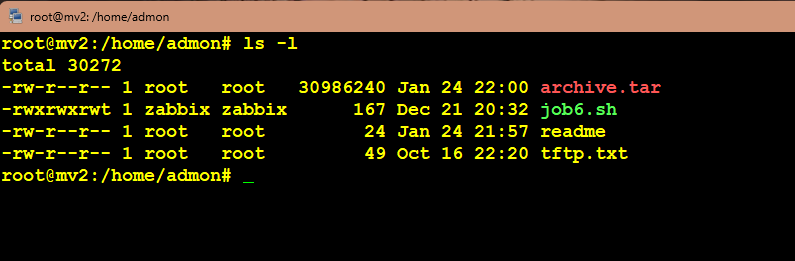 root@mv2: /home/admon
root@mv2:/home/admon# ls -l
total 30272
-rw-r--r-- 1 root   root   30986240 Jan 24 22:00 archive.tar
-rwxrwxrwt 1 zabbix zabbix      167 Dec 21 20:32 job6.sh
-rw-r--r-- 1 root   root         24 Jan 24 21:57 readme
-rw-r--r-- 1 root   root         49 Oct 16 22:20 tftp.txt
root@mv2:/home/admon# _